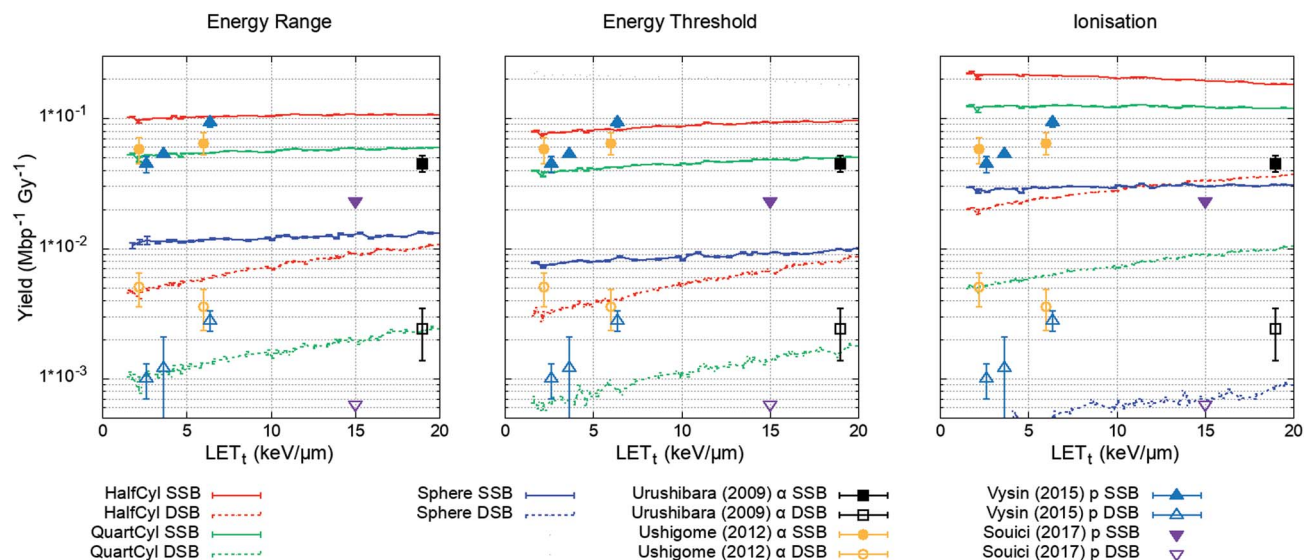 Energy Range
Energy Threshold
Ionisation
Yield (Mbp⁻¹ Gy⁻¹)
1*10⁻¹
1*10⁻²
1*10⁻³
0 5 10 15 20
0 5 10 15 20
0 5 10 15 20
LETt (keV/µm)
LETt (keV/µm)
LETt (keV/µm)
HalfCyl SSB
HalfCyl DSB
QuartCyl SSB
QuartCyl DSB
Sphere SSB
Sphere DSB
Urushibara (2009) α SSB
Urushibara (2009) α DSB
Ushigome (2012) α SSB
Ushigome (2012) α DSB
Vysin (2015) p SSB
Vysin (2015) p DSB
Souici (2017) p SSB
Souici (2017) p DSB